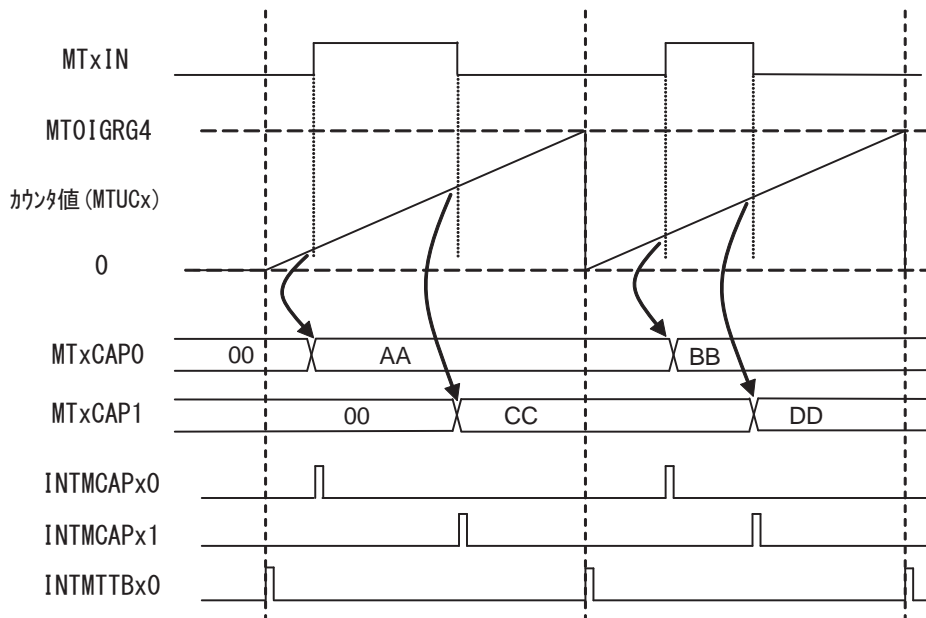 MTxIN
MTOIGRG4
カウンタ値(MTUCx)
0
MTxCAP0 00 AA BB
MTxCAP1 00 CC DD
INTMCAPx0
INTMCAPx1
INTMTTBx0